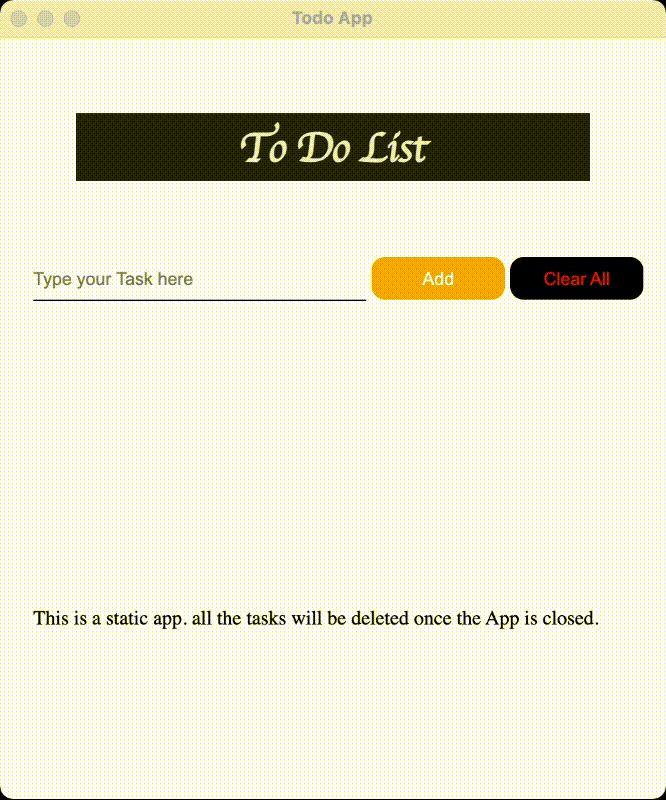 Todo App
To Do List
Type your Task here
Add
Clear All
This is a static app. all the tasks will be deleted once the App is closed.